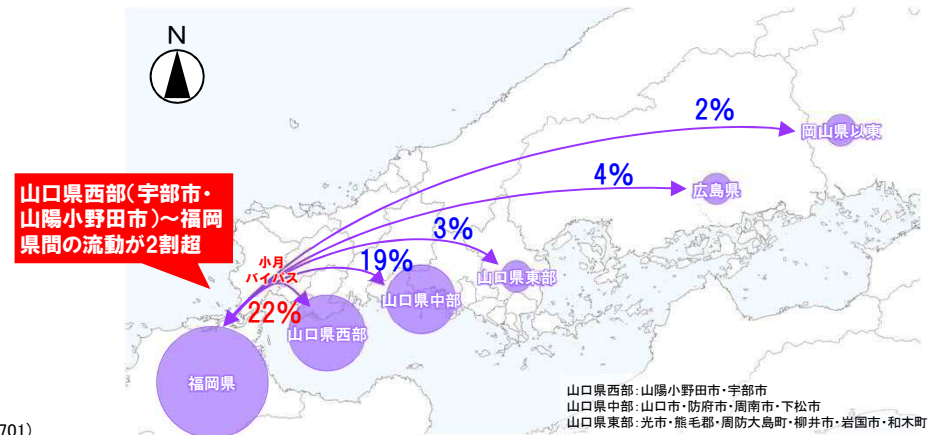 N
2%
岡山県以東
4%
広島県
山口県西部(宇部市・
山陽小野田市)~福岡
県間の流動が2割超
3%
小月
バイパス
19%
山口県東部
山口県中部
22%
山口県西部
福岡県
山口県西部:山陽小野田市・宇部市
山口県中部:山口市・防府市・周南市・下松市
山口県東部:光市・熊毛郡・周防大島町・柳井市・岩国市・和木町
701)